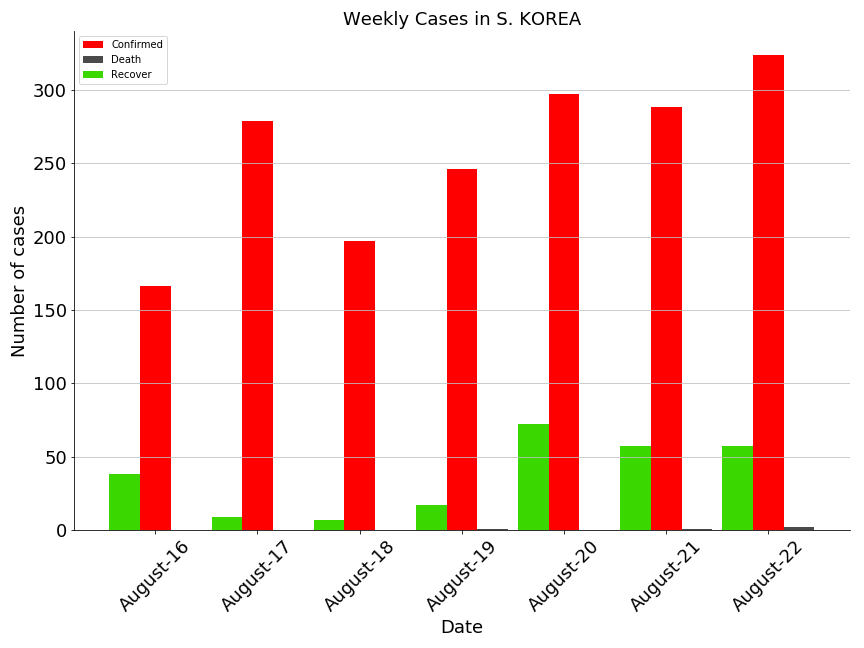 Weekly Cases in S. KOREA
Confirmed
Death
Recover
Number of cases
300
250
200
150
100
50
0
August-16
August-17
August-18
August-19
August-20
August-21
August-22
Date